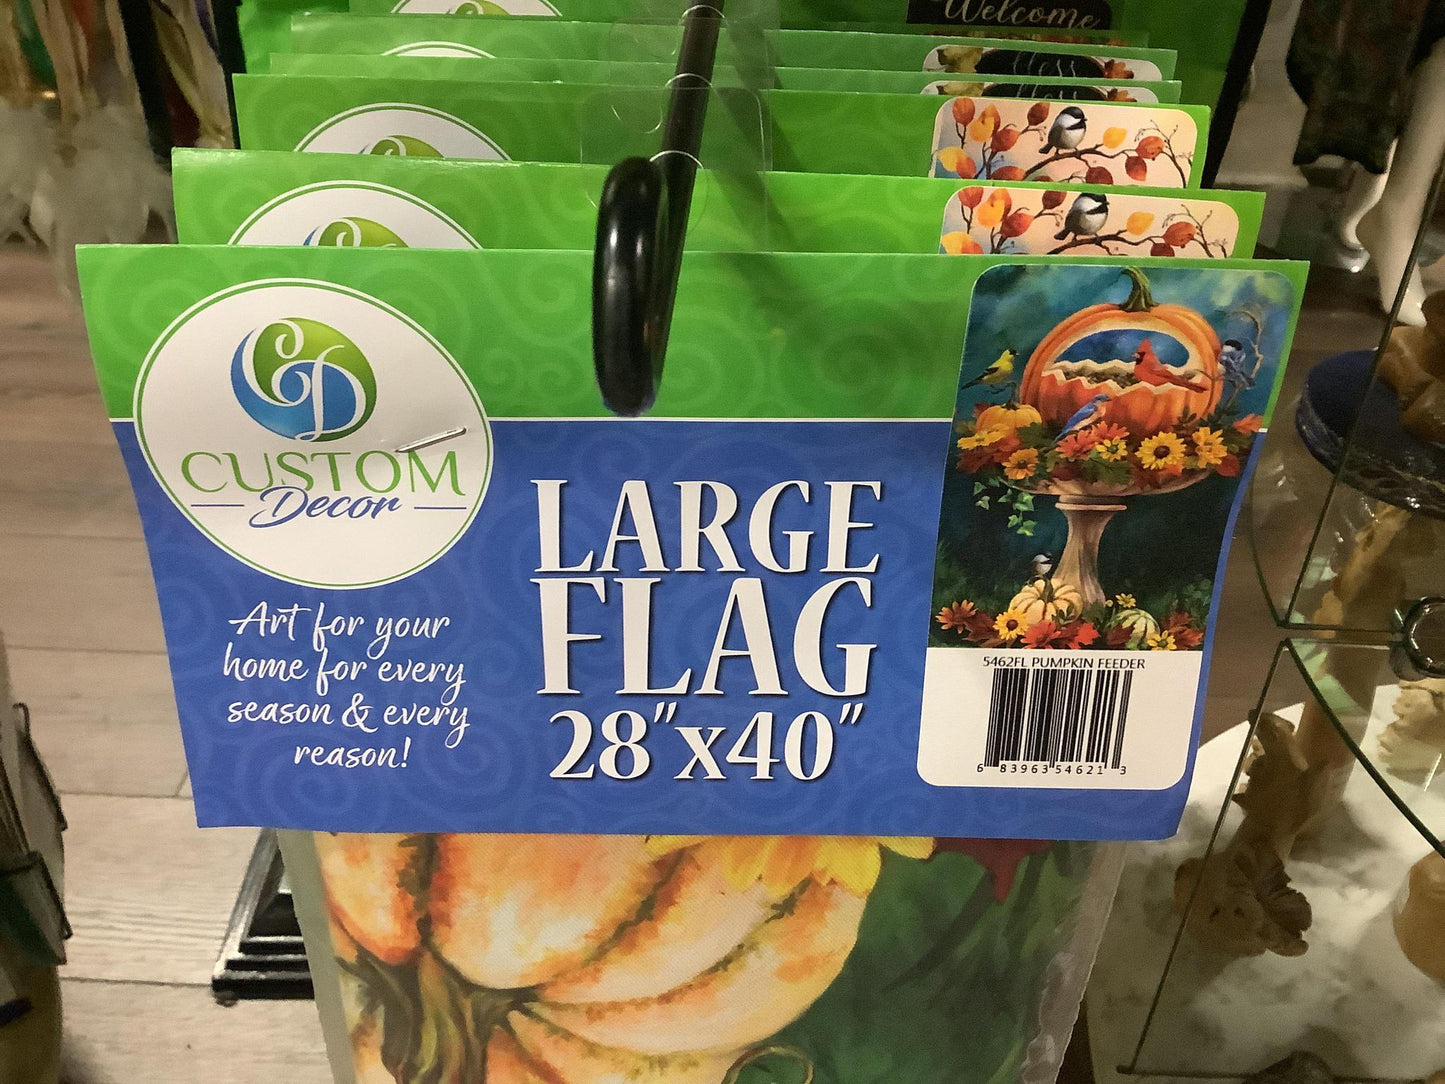 Welcome
CD
CUSTOM
Decor
Art for your
home for every
season & every
reason!
LARGE
FLAG
28"x40"
5462FL PUMPKIN FEEDER
6 83963 54621 3